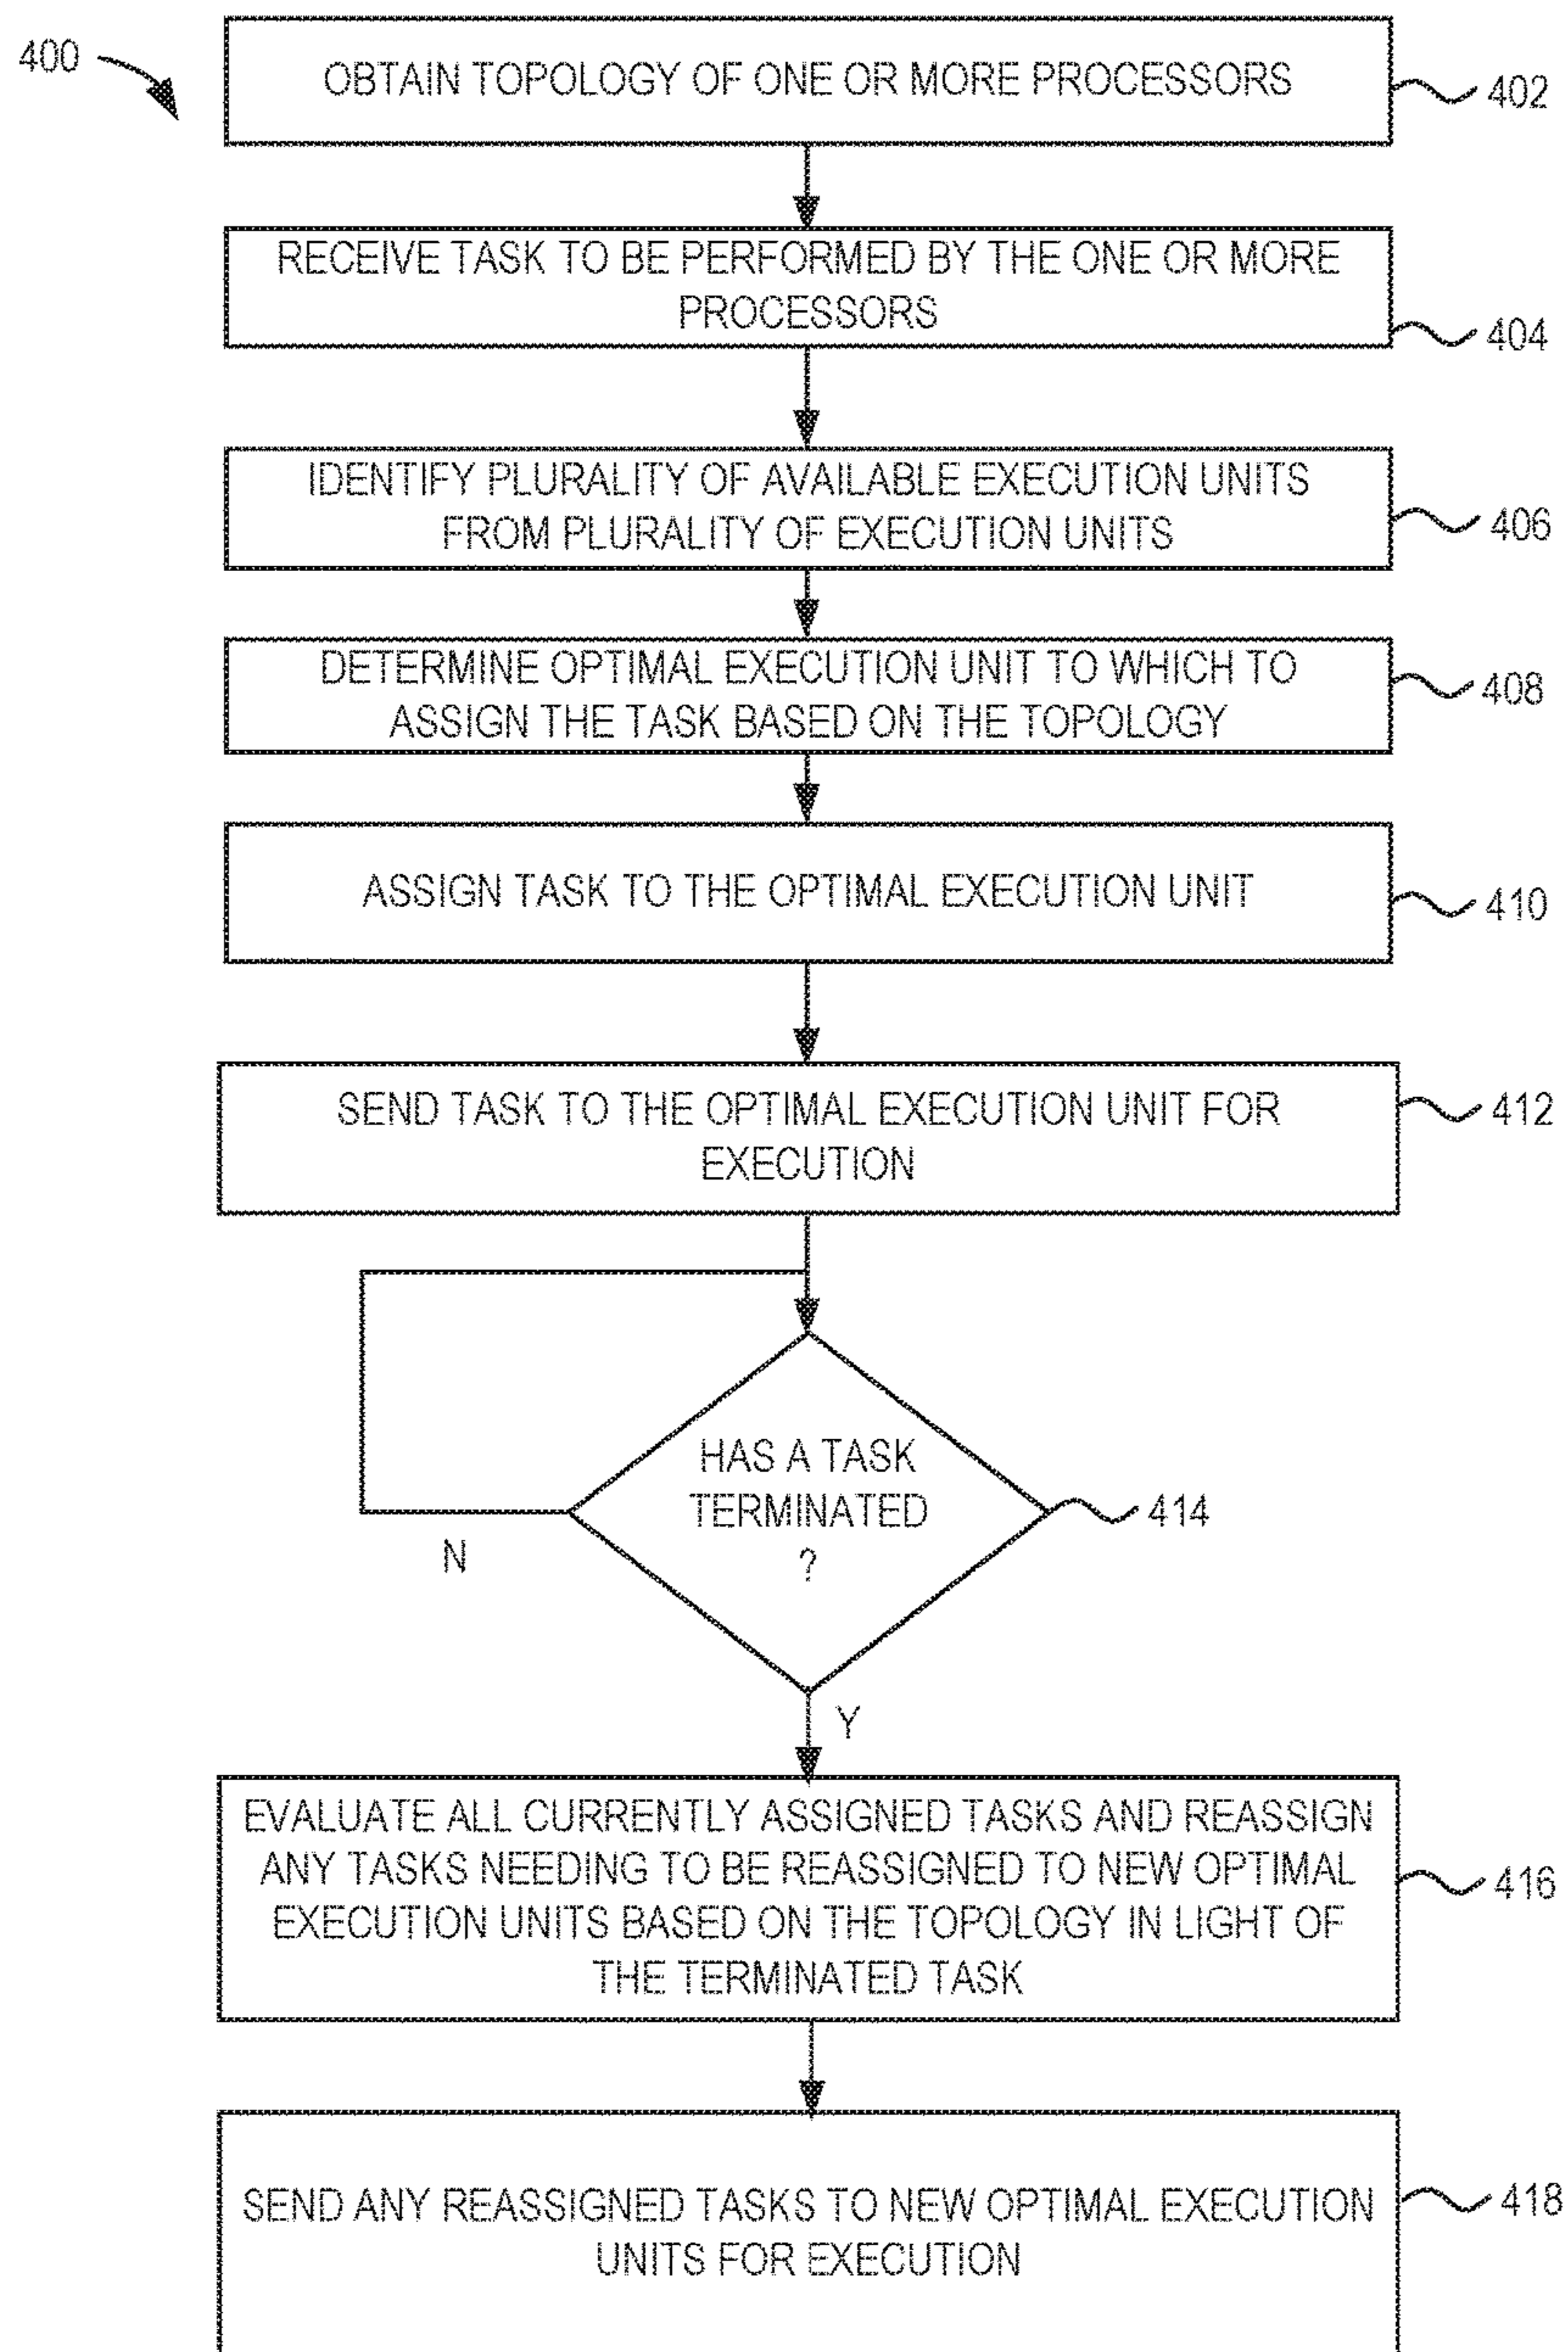 400
OBTAIN TOPOLOGY OF ONE OR MORE PROCESSORS
402
RECEIVE TASK TO BE PERFORMED BY THE ONE OR MORE
PROCESSORS
404
IDENTIFY PLURALITY OF AVAILABLE EXECUTION UNITS
FROM PLURALITY OF EXECUTION UNITS
406
DETERMINE OPTIMAL EXECUTION UNIT TO WHICH TO
ASSIGN THE TASK BASED ON THE TOPOLOGY
408
ASSIGN TASK TO THE OPTIMAL EXECUTION UNIT
410
SEND TASK TO THE OPTIMAL EXECUTION UNIT FOR
EXECUTION
412
HAS A TASK
TERMINATED
?
414
N
Y
EVALUATE ALL CURRENTLY ASSIGNED TASKS AND REASSIGN
ANY TASKS NEEDING TO BE REASSIGNED TO NEW OPTIMAL
EXECUTION UNITS BASED ON THE TOPOLOGY IN LIGHT OF
THE TERMINATED TASK
416
SEND ANY REASSIGNED TASKS TO NEW OPTIMAL EXECUTION
UNITS FOR EXECUTION
418